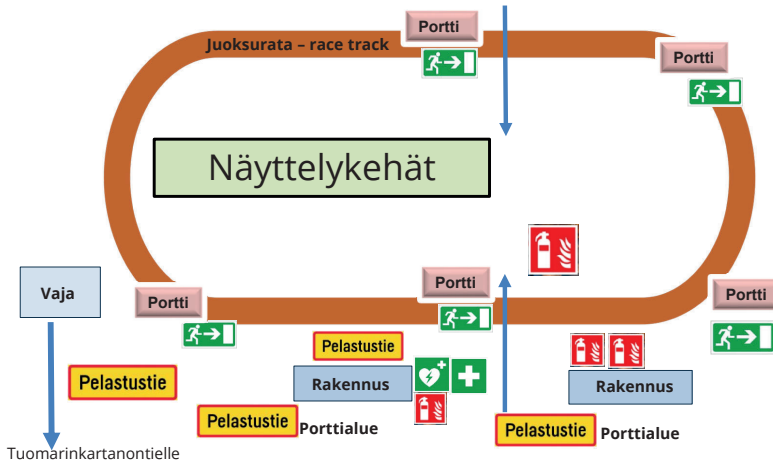 Portti
Juoksurata – race track
Portti
Näyttelykehät
Vaja
Portti
Portti
Portti
Pelastustie
Pelastustie
Rakennus
Rakennus
Pelastustie Porttialue
Pelastustie Porttialue
Tuomarinkartanontielle